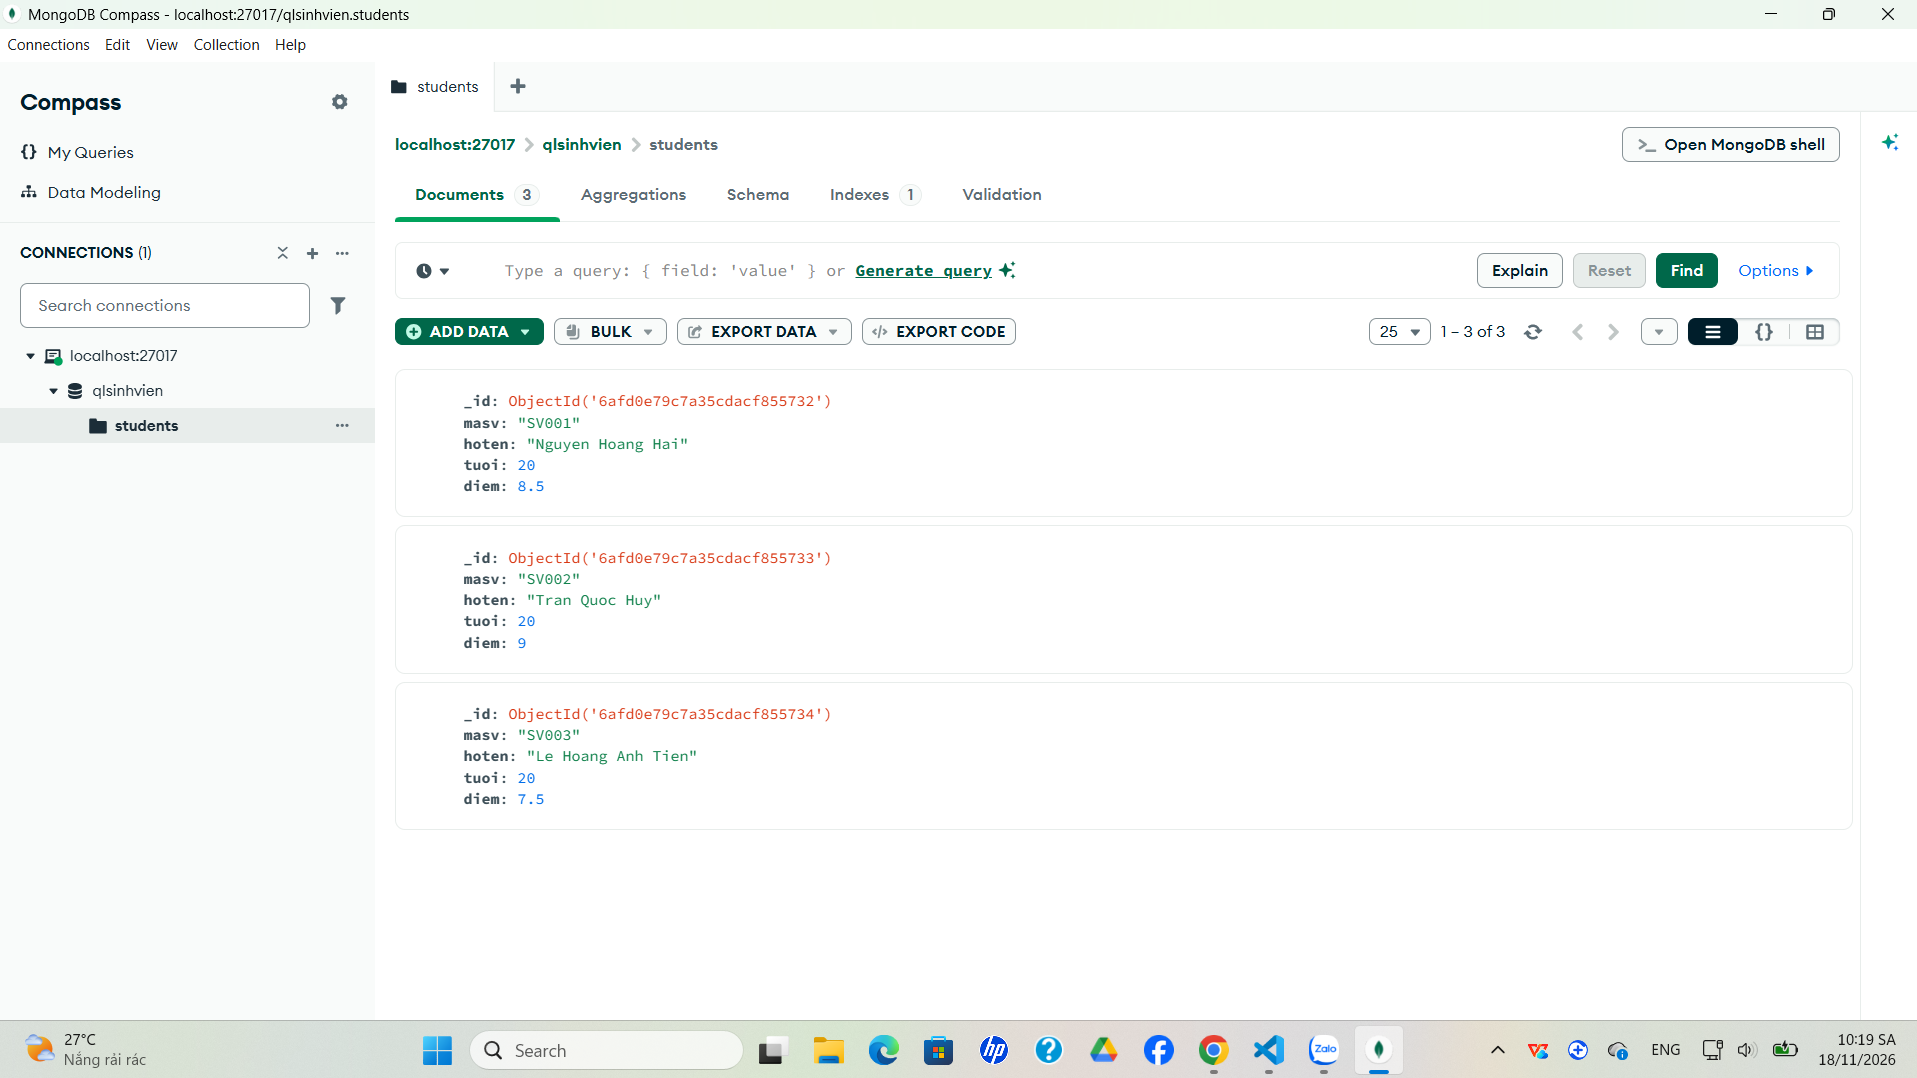 MongoDB Compass - localhost:27017/qlsinhvien.students
Connections Edit View Collection Help
Compass
My Queries
Data Modeling
CONNECTIONS (1)
Search connections
localhost:27017
qlsinhvien
students
students
localhost:27017 qlsinhvien students
Open MongoDB shell
Documents 3 Aggregations Schema Indexes 1 Validation
Type a query: { field: 'value' } or Generate query
Explain Reset Find Options
ADD DATA BULK EXPORT DATA EXPORT CODE
25 1 – 3 of 3
_id: ObjectId('6afd0e79c7a35cdacf855732')
masv: "SV001"
hoten: "Nguyen Hoang Hai"
tuoi: 20
diem: 8.5
_id: ObjectId('6afd0e79c7a35cdacf855733')
masv: "SV002"
hoten: "Tran Quoc Huy"
tuoi: 20
diem: 9
_id: ObjectId('6afd0e79c7a35cdacf855734')
masv: "SV003"
hoten: "Le Hoang Anh Tien"
tuoi: 20
diem: 7.5
27°C
Nắng rải rác
Search
hp
Zalo
ENG
10:19 SA
18/11/2026